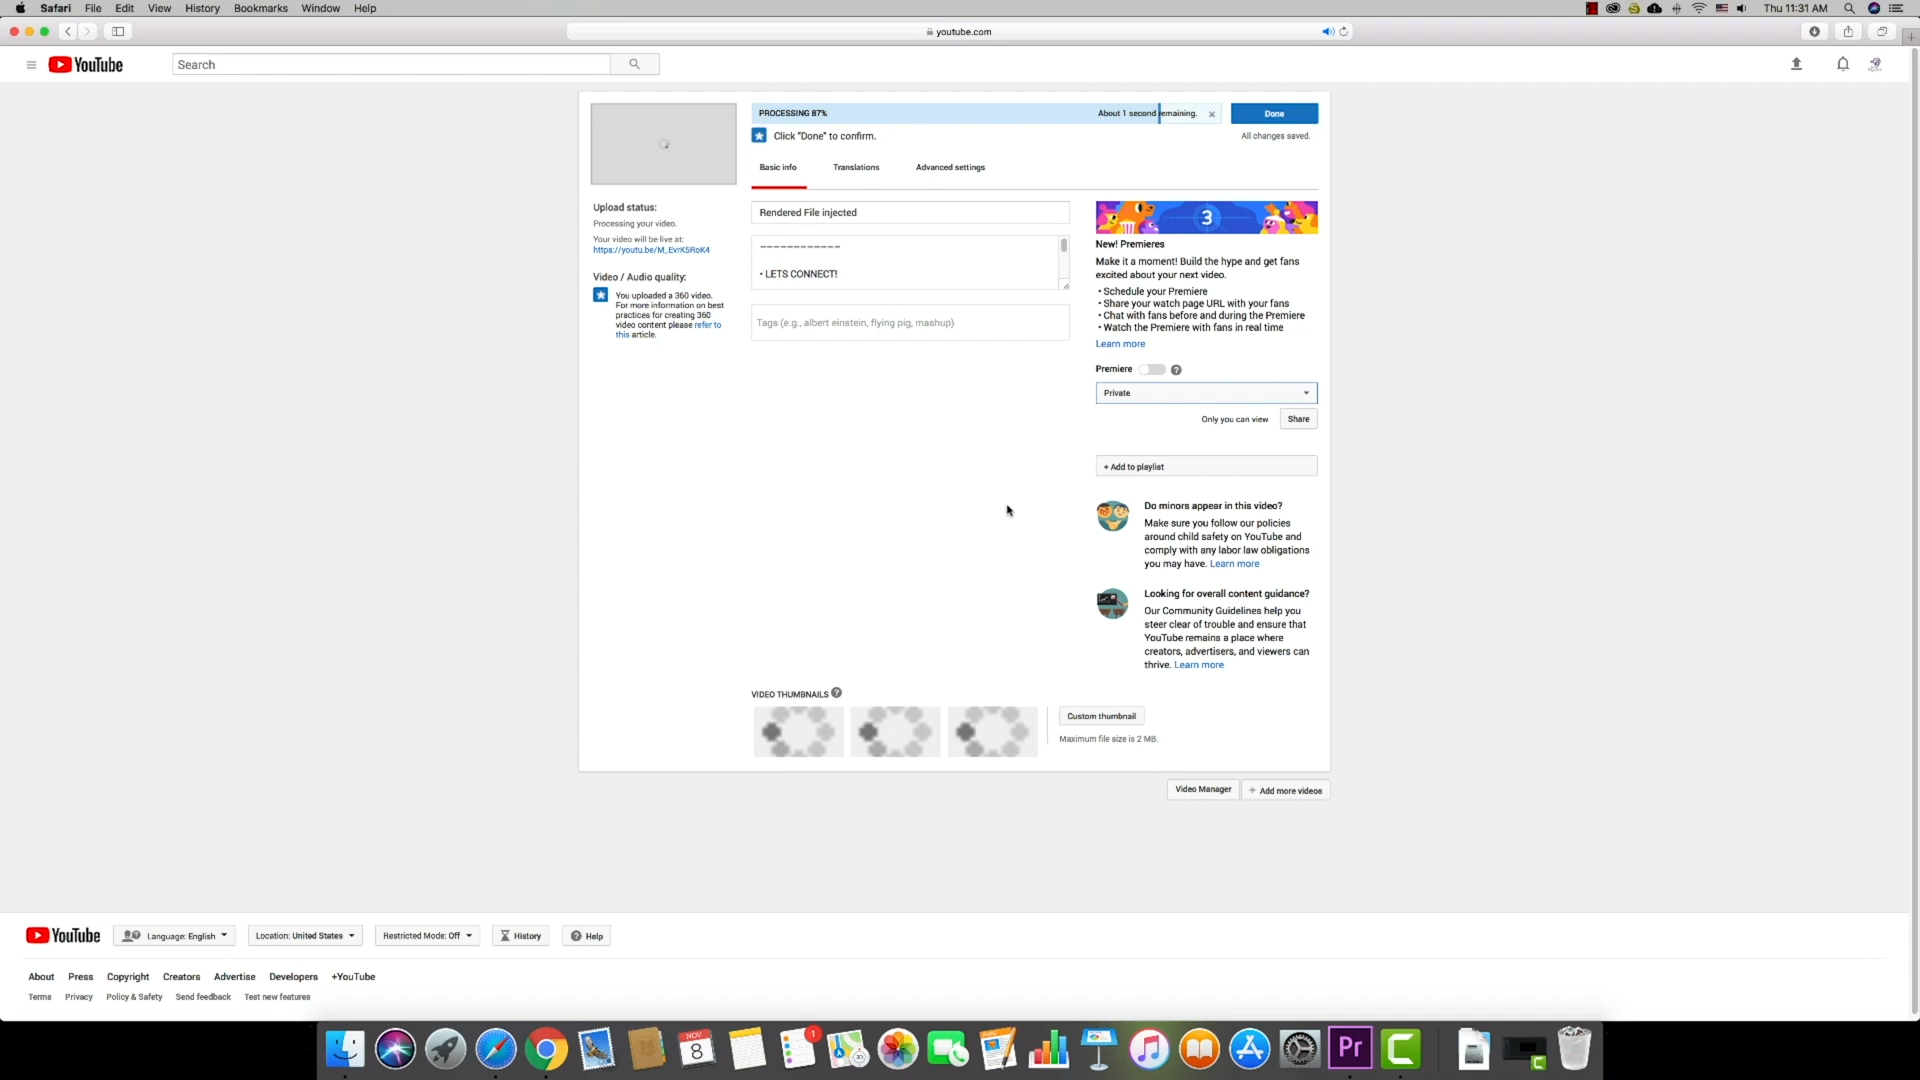 Safari File Edit View History Bookmarks Window Help Thu 11:31 AM
youtube.com
YouTube Search
PROCESSING 87% About 1 second remaining. Done
Click "Done" to confirm. All changes saved.
Basic info Translations Advanced settings
Upload status:
Processing your video.
Your video will be live at:
https://youtu.be/M_EvrK5RoK4
Video / Audio quality:
You uploaded a 360 video.
For more information on best
practices for creating 360
video content please refer to
this article.
Rendered File injected
––––––––––––
• LETS CONNECT!
Tags (e.g., albert einstein, flying pig, mashup)
3
New! Premieres
Make it a moment! Build the hype and get fans
excited about your next video.
• Schedule your Premiere
• Share your watch page URL with your fans
• Chat with fans before and during the Premiere
• Watch the Premiere with fans in real time
Learn more
Premiere ?
Private
Only you can view Share
+ Add to playlist
Do minors appear in this video?
Make sure you follow our policies
around child safety on YouTube and
comply with any labor law obligations
you may have. Learn more
Looking for overall content guidance?
Our Community Guidelines help you
steer clear of trouble and ensure that
YouTube remains a place where
creators, advertisers, and viewers can
thrive. Learn more
VIDEO THUMBNAILS ?
Custom thumbnail
Maximum file size is 2 MB.
Video Manager + Add more videos
YouTube Language: English Location: United States Restricted Mode: Off History ? Help
About Press Copyright Creators Advertise Developers +YouTube
Terms Privacy Policy & Safety Send feedback Test new features
NOV
8
1
Pr